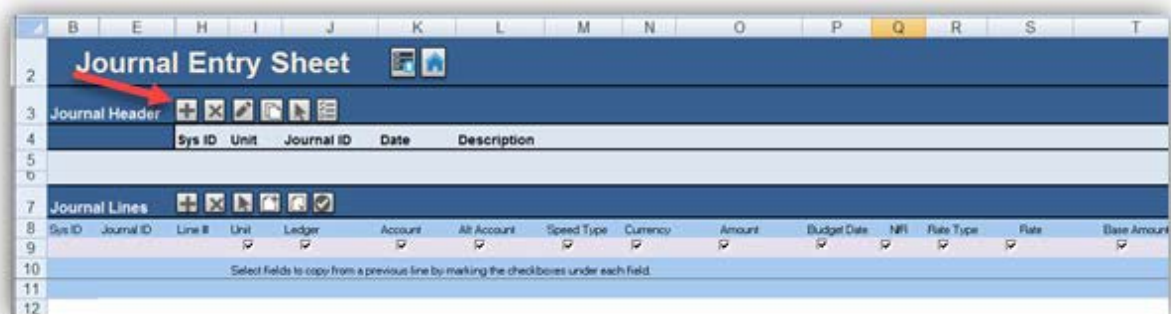 B E H I J K L M N O P Q R S T
2 Journal Entry Sheet
3 Journal Header
4 Sys ID Unit Journal ID Date Description
5
6
7 Journal Lines
8 Sys ID Journal ID Line # Unit Ledger Account Alt Account Speed Type Currency Amount Budget Date N/R Rate Type Rate Base Amount
9
10 Select fields to copy from a previous line by marking the checkboxes under each field.
11
12